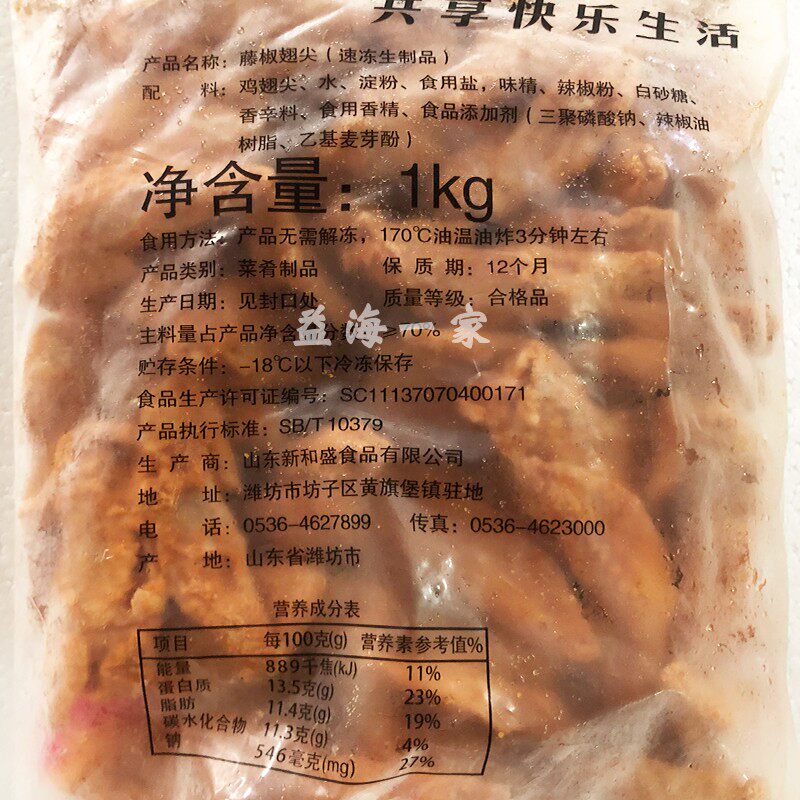 共享快乐生活
产品名称：藤椒翅尖（速冻生制品）
配 料：鸡翅尖、水、淀粉、食用盐，味精、辣椒粉、白砂糖、
香辛料、食用香精、食品添加剂（三聚磷酸钠、辣椒油
树脂、乙基麦芽酚）
净含量：1kg
食用方法：产品无需解冻，170℃油温油炸3分钟左右
产品类别：菜肴制品 保 质 期：12个月
生产日期：见封口处 质量等级：合格品
主料量占产品净含 分数 ≥70%
益海一家
贮存条件：-18℃以下冷冻保存
食品生产许可证编号：SC11137070400171
产品执行标准：SB/T 10379
生 产 商：山东新和盛食品有限公司
地 址：潍坊市坊子区黄旗堡镇驻地
电 话：0536-4627899 传真：0536-4623000
产 地：山东省潍坊市
营养成分表
项目 每100克(g) 营养素参考值%
能量 889千焦(kJ) 11%
蛋白质 13.5克(g) 23%
脂肪 11.4克(g) 19%
碳水化合物 11.3克(g) 4%
钠 546毫克(mg) 27%